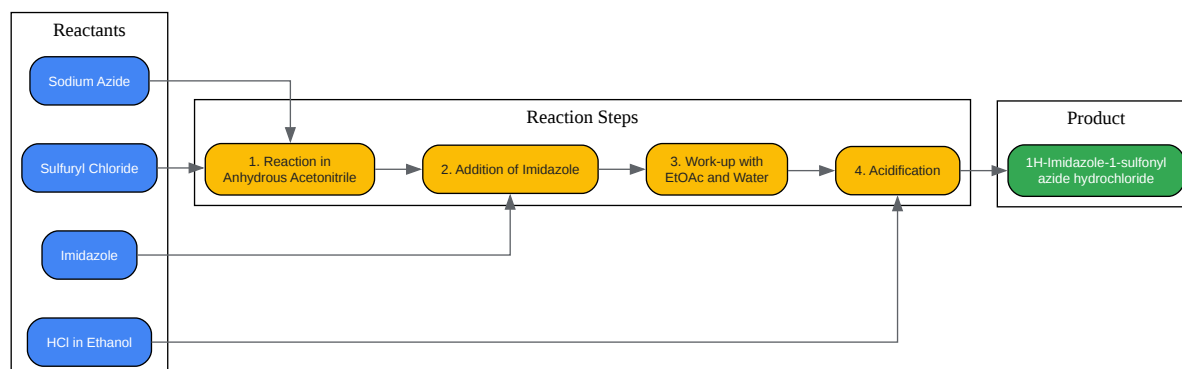 Reactants
Sodium Azide
Sulfuryl Chloride
Imidazole
HCl in Ethanol
Reaction Steps
1. Reaction in
Anhydrous Acetonitrile
2. Addition of Imidazole
3. Work-up with
EtOAc and Water
4. Acidification
Product
1H-Imidazole-1-sulfonyl
azide hydrochloride